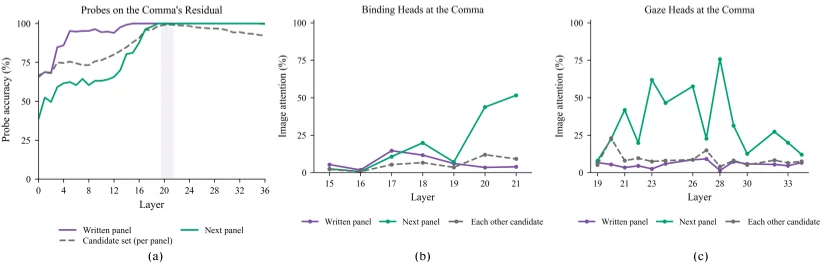 Probes on the Comma's Residual
Probe accuracy (%)
100
75
50
25
0
0 4 8 12 16 20 24 28 32 36
Layer
Written panel
Next panel
Candidate set (per panel)
(a)
Binding Heads at the Comma
Image attention (%)
100
75
50
25
0
15 16 17 18 19 20 21
Layer
Written panel
Next panel
Each other candidate
(b)
Gaze Heads at the Comma
Image attention (%)
100
75
50
25
0
19 21 23 26 28 30 33
Layer
Written panel
Next panel
Each other candidate
(c)